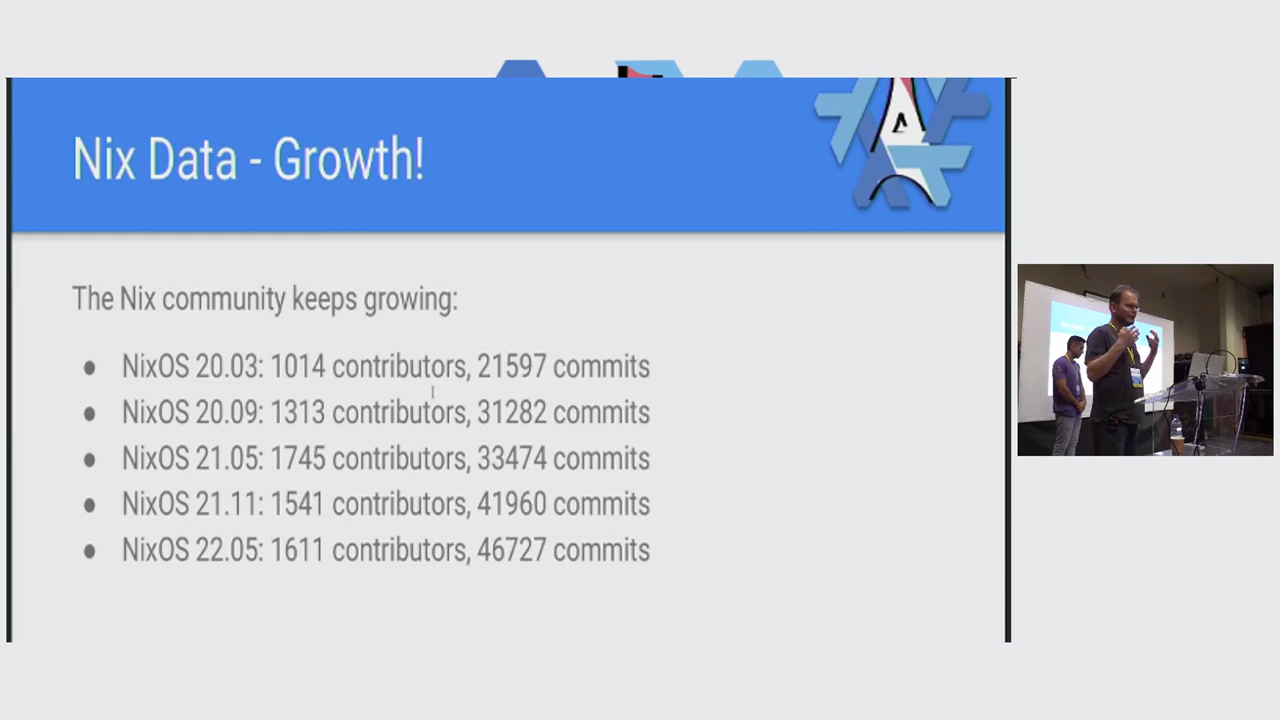 Nix Data - Growth!
The Nix community keeps growing:
● NixOS 20.03: 1014 contributors, 21597 commits
● NixOS 20.09: 1313 contributors, 31282 commits
● NixOS 21.05: 1745 contributors, 33474 commits
● NixOS 21.11: 1541 contributors, 41960 commits
● NixOS 22.05: 1611 contributors, 46727 commits